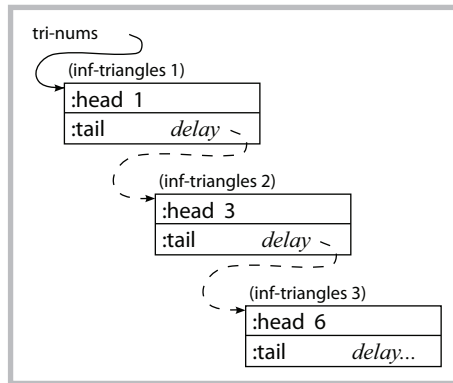 tri-nums
(inf-triangles 1)
:head 1
:tail delay
(inf-triangles 2)
:head 3
:tail delay
(inf-triangles 3)
:head 6
:tail delay...